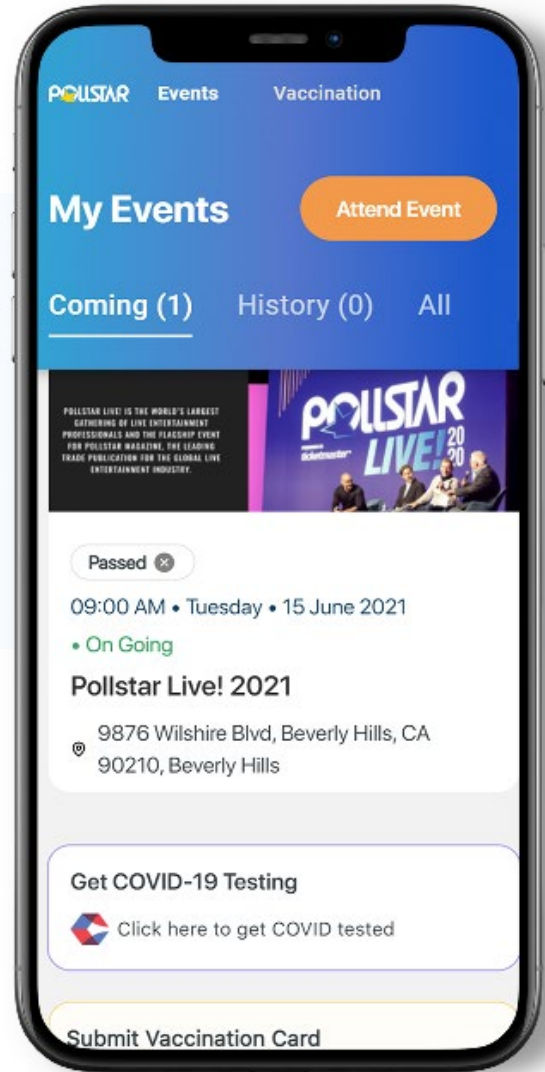 POLLSTAR Events Vaccination
My Events Attend Event
Coming (1) History (0) All
POLLSTAR LIVE! IS THE WORLD'S LARGEST
GATHERING OF LIVE ENTERTAINMENT
PROFESSIONALS AND THE FLAGSHIP EVENT
FOR POLLSTAR MAGAZINE, THE LEADING
TRADE PUBLICATION FOR THE GLOBAL LIVE
ENTERTAINMENT INDUSTRY.
POLLSTAR
ticketmaster
LIVE! 20
20
Passed
09:00 AM • Tuesday • 15 June 2021
• On Going
Pollstar Live! 2021
9876 Wilshire Blvd, Beverly Hills, CA
90210, Beverly Hills
Get COVID-19 Testing
Click here to get COVID tested
Submit Vaccination Card